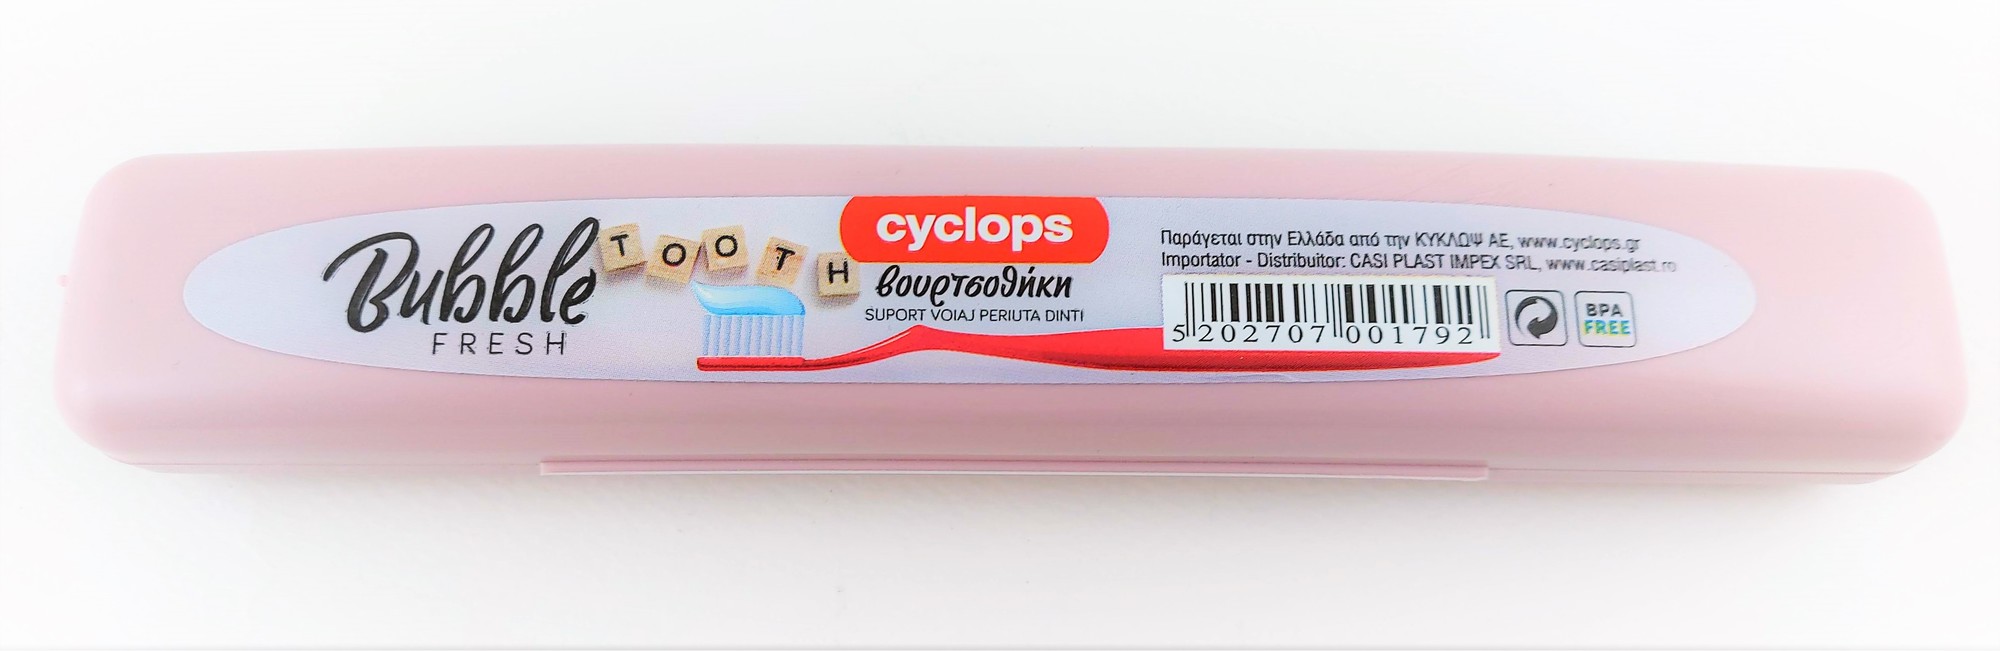 Bubble
FRESH
TOOTH
cyclops
βουρτσοθήκη
SUPORT VOIAJ PERIUTA DINTI
Παράγεται στην Ελλάδα από την ΚΥΚΛΩΨ ΑΕ, www.cyclops.gr
Importator - Distribuitor: CASI PLAST IMPEX SRL, www.casiplast.ro
5 202707 001792
BPA
FREE